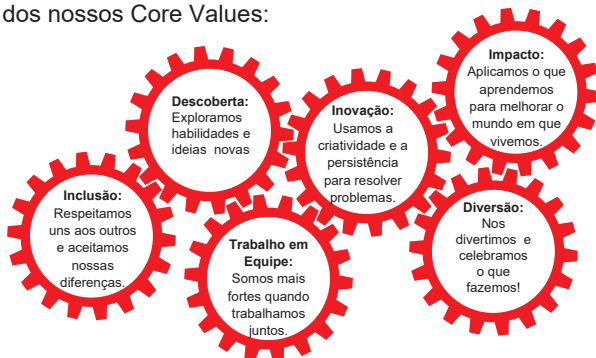 dos nossos Core Values:
Impacto:
Aplicamos o que
aprendemos
para melhorar o
mundo em que
vivemos.
Descoberta:
Exploramos
habilidades e
ideias novas
Inovação:
Usamos a
criatividade e a
persistência
para resolver
problemas.
Inclusão:
Respeitamos
uns aos outros
e aceitamos
nossas
diferenças.
Trabalho em
Equipe:
Somos mais
fortes quando
trabalhamos
juntos.
Diversão:
Nos
divertimos e
celebramos
o que
fazemos!